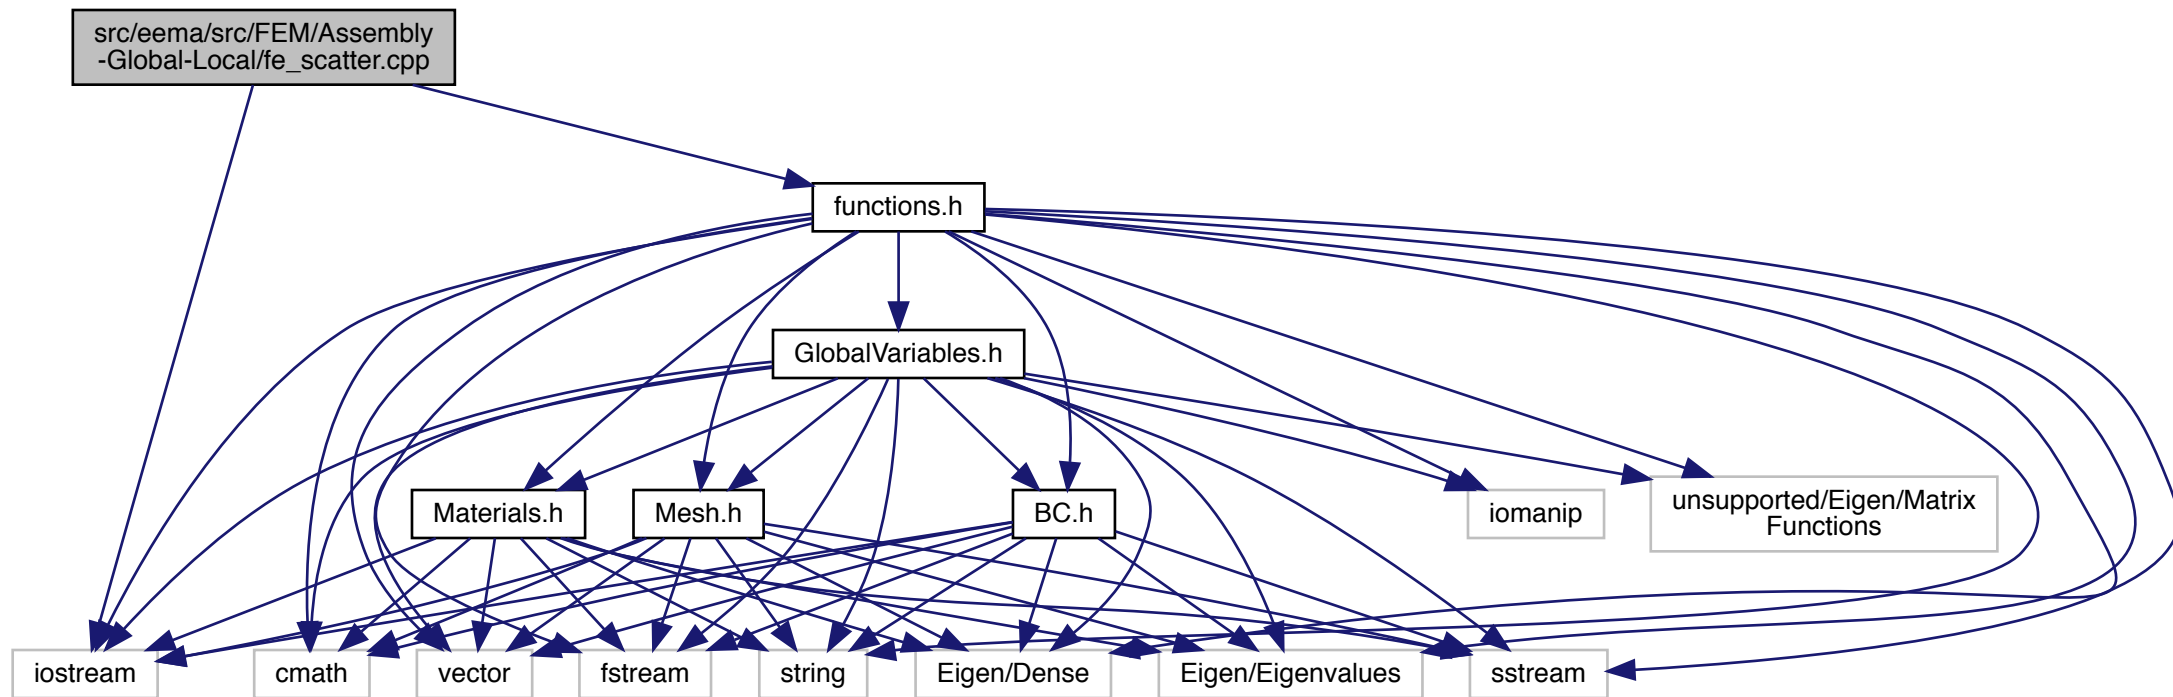 src/eema/src/FEM/Assembly
-Global-Local/fe_scatter.cpp
functions.h
GlobalVariables.h
Materials.h
Mesh.h
BC.h
iomanip
unsupported/Eigen/Matrix
Functions
iostream
cmath
vector
fstream
string
Eigen/Dense
Eigen/Eigenvalues
sstream